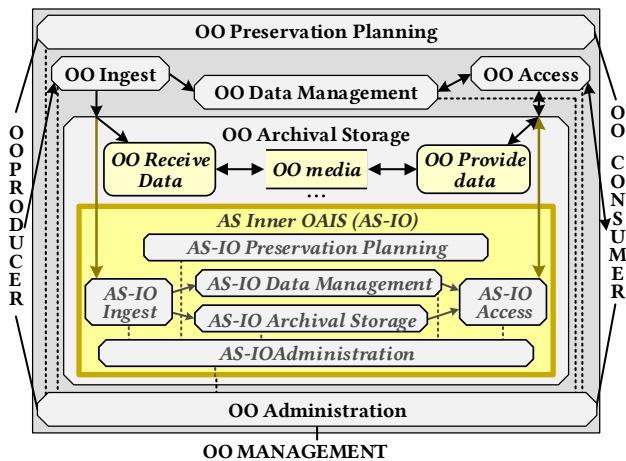 OO Preservation Planning
OO Ingest
OO Access
OO Data Management
OO Archival Storage
OO Receive
Data
OO media
OO Provide
data
...
AS Inner OAIS (AS-IO)
AS-IO Preservation Planning
AS-IO Data Management
AS-IO
Ingest
AS-IO
Access
AS-IO Archival Storage
AS-IOAdministration
OO Administration
OO MANAGEMENT
OOPRODUCER
OO CONSUMER